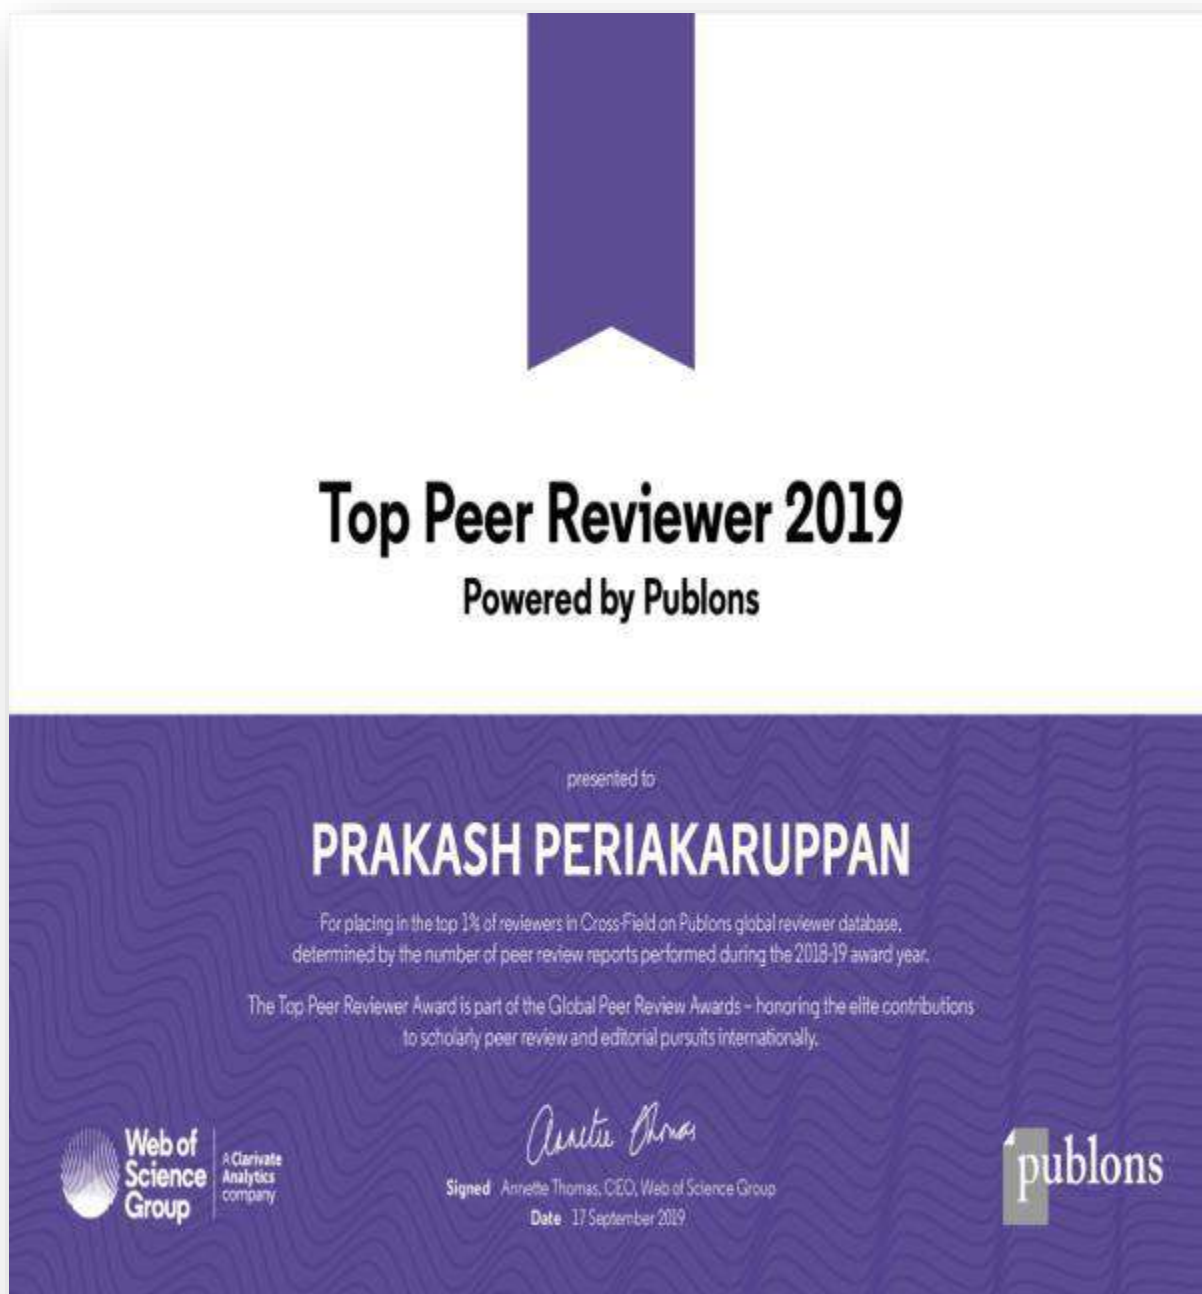 Top Peer Reviewer 2019
Powered by Publons
presented to
PRAKASH PERIAKARUPPAN
For placing in the top 1% of reviewers in Cross-Field on Publons global reviewer database,
determined by the number of peer review reports performed during the 2018-19 award year.
The Top Peer Reviewer Award is part of the Global Peer Review Awards – honoring the elite contributions
to scholarly peer review and editorial pursuits internationally.
Annette Thomas
Signed Annette Thomas, CEO, Web of Science Group
Date 17 September 2019
Web of
Science
Group
A Clarivate
Analytics
company
publons